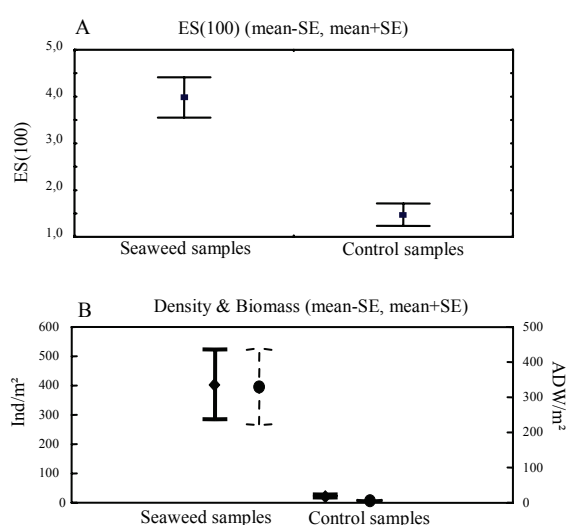 A
ES(100) (mean-SE, mean+SE)
5,0
4,0
3,0
2,0
1,0
ES(100)
Seaweed samples
Control samples
B
Density & Biomass (mean-SE, mean+SE)
600
500
400
300
200
100
0
Ind/m²
500
400
300
200
100
0
ADW/m²
Seaweed samples
Control samples